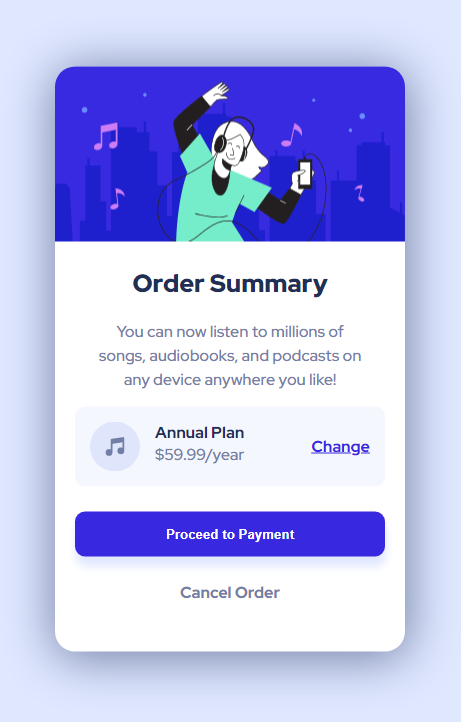 Order Summary
You can now listen to millions of
songs, audiobooks, and podcasts on
any device anywhere you like!
Annual Plan
$59.99/year
Change
Proceed to Payment
Cancel Order